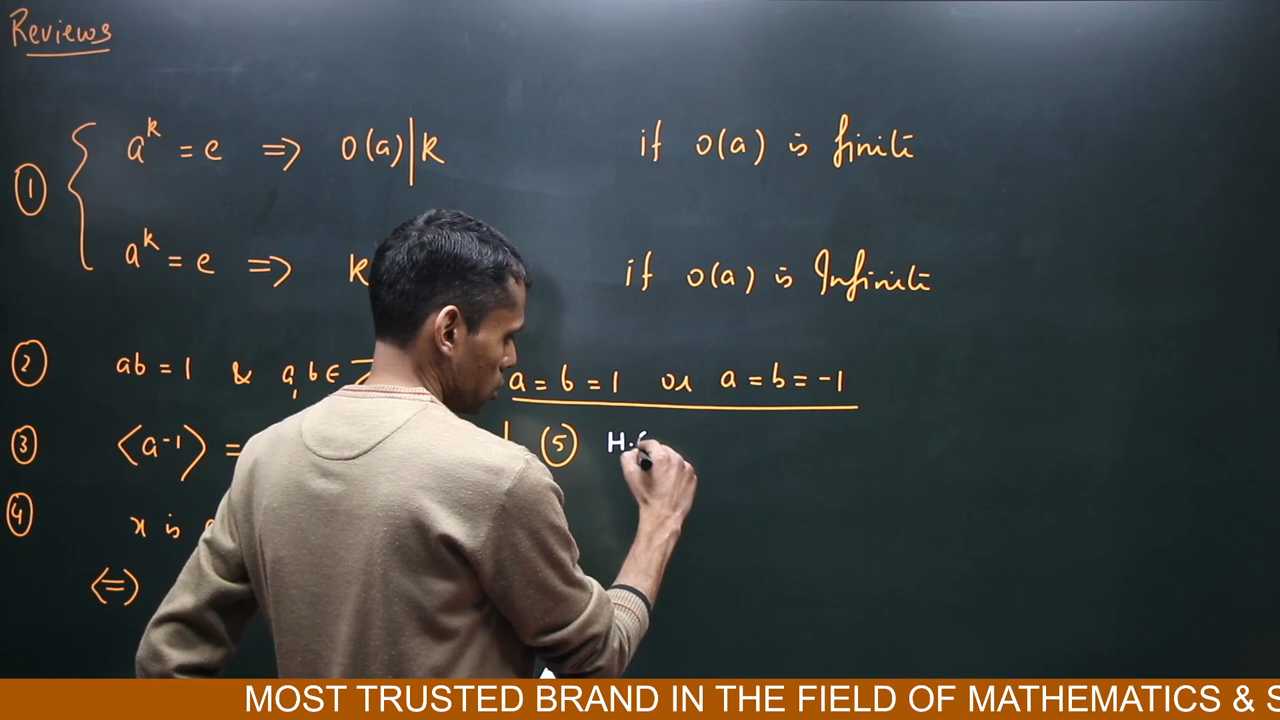 Reviews
① a^k = e => o(a)|k if o(a) is finite
a^k = e => k if o(a) is Infinite
② ab = 1 & a, b ∈ a = b = 1 or a = b = -1
③ <a^-1> = ⑤ H.
④ x is
<=>
MOST TRUSTED BRAND IN THE FIELD OF MATHEMATICS &